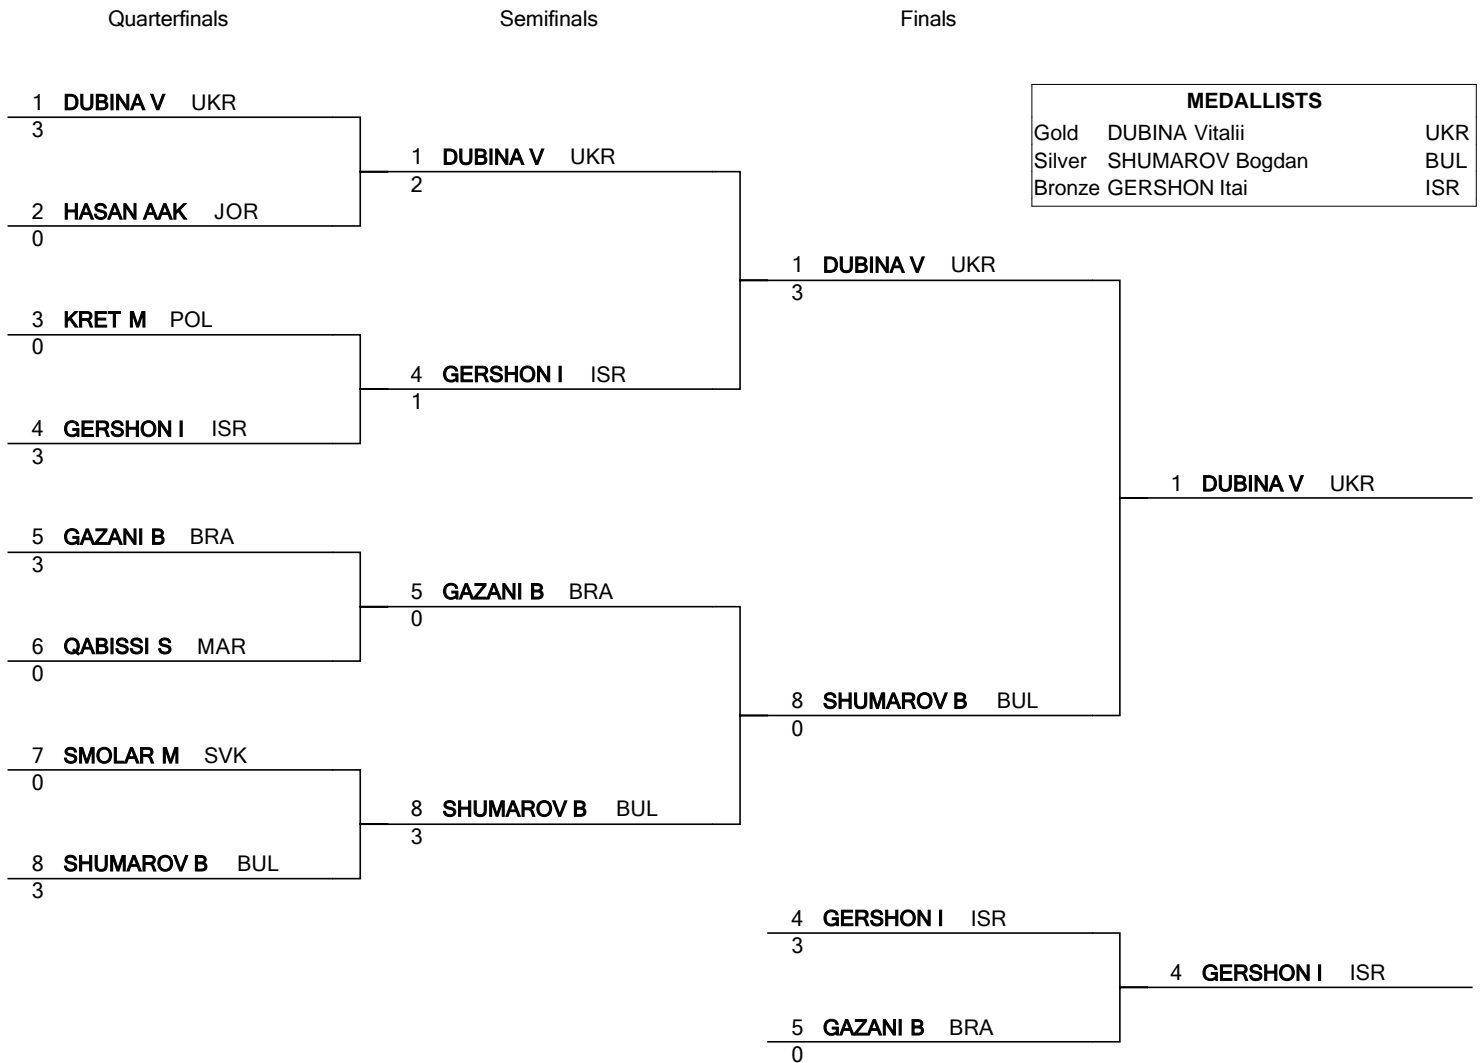 Quarterfinals Semifinals Finals
MEDALLISTS
Gold DUBINA Vitalii UKR
Silver SHUMAROV Bogdan BUL
Bronze GERSHON Itai ISR
1 DUBINA V UKR
3
2 HASAN AAK JOR
0
3 KRET M POL
0
4 GERSHON I ISR
3
5 GAZANI B BRA
3
6 QABISSI S MAR
0
7 SMOLAR M SVK
0
8 SHUMAROV B BUL
3
1 DUBINA V UKR
2
4 GERSHON I ISR
1
5 GAZANI B BRA
0
8 SHUMAROV B BUL
3
1 DUBINA V UKR
3
8 SHUMAROV B BUL
0
1 DUBINA V UKR
4 GERSHON I ISR
3
5 GAZANI B BRA
0
4 GERSHON I ISR